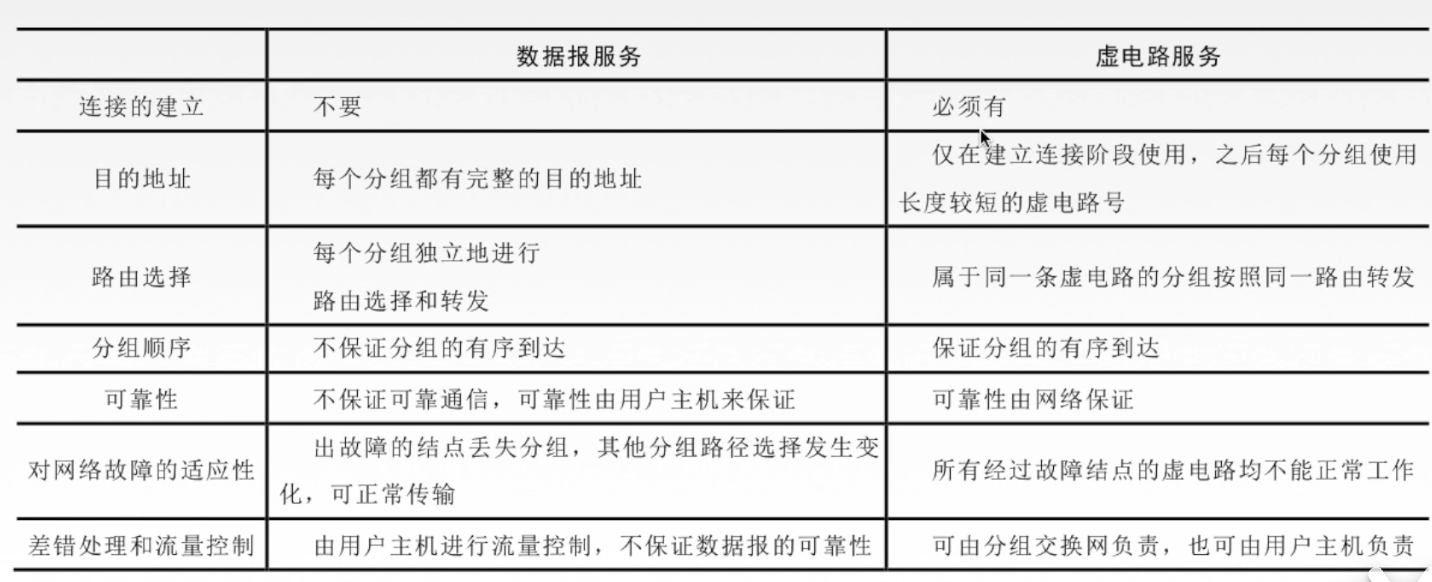 数据报服务
虚电路服务
连接的建立
不要
必须有
目的地址
每个分组都有完整的目的地址
仅在建立连接阶段使用，之后每个分组使用
长度较短的虚电路号
路由选择
每个分组独立地进行
路由选择和转发
属于同一条虚电路的分组按照同一路由转发
分组顺序
不保证分组的有序到达
保证分组的有序到达
可靠性
不保证可靠通信，可靠性由用户主机来保证
可靠性由网络保证
对网络故障的适应性
出故障的结点丢失分组，其他分组路径选择发生变
化，可正常传输
所有经过故障结点的虚电路均不能正常工作
差错处理和流量控制
由用户主机进行流量控制，不保证数据报的可靠性
可由分组交换网负责，也可由用户主机负责